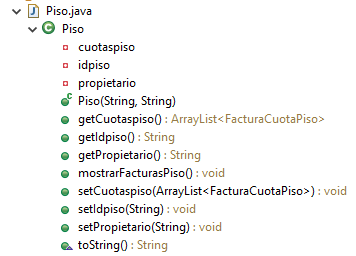 Piso.java
Piso
cuotaspiso
idpiso
propietario
Piso(String, String)
getCuotaspiso() : ArrayList<FacturaCuotaPiso>
getIdpiso() : String
getPropietario() : String
mostrarFacturasPiso() : void
setCuotaspiso(ArrayList<FacturaCuotaPiso>) : void
setIdpiso(String) : void
setPropietario(String) : void
toString() : String